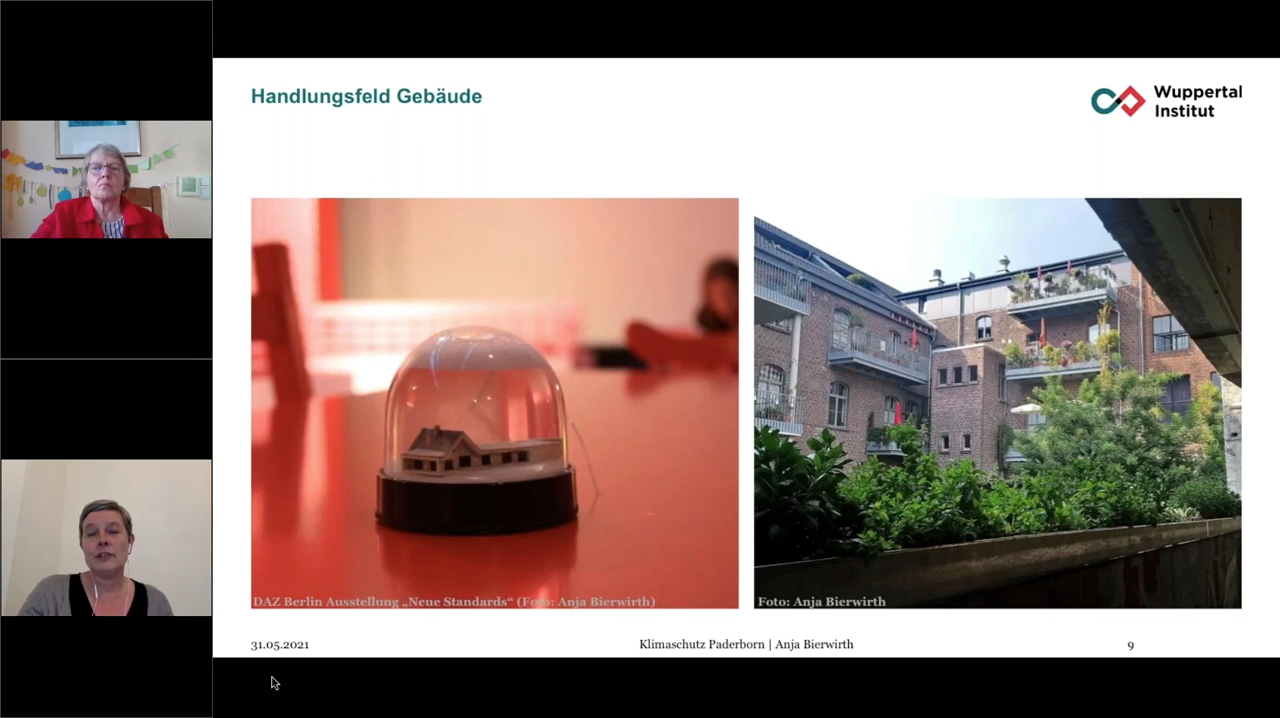 Handlungsfeld Gebäude
Wuppertal
Institut
DAZ Berlin Ausstellung „Neue Standards“ (Foto: Anja Bierwirth)
Foto: Anja Bierwirth
31.05.2021
Klimaschutz Paderborn | Anja Bierwirth
9